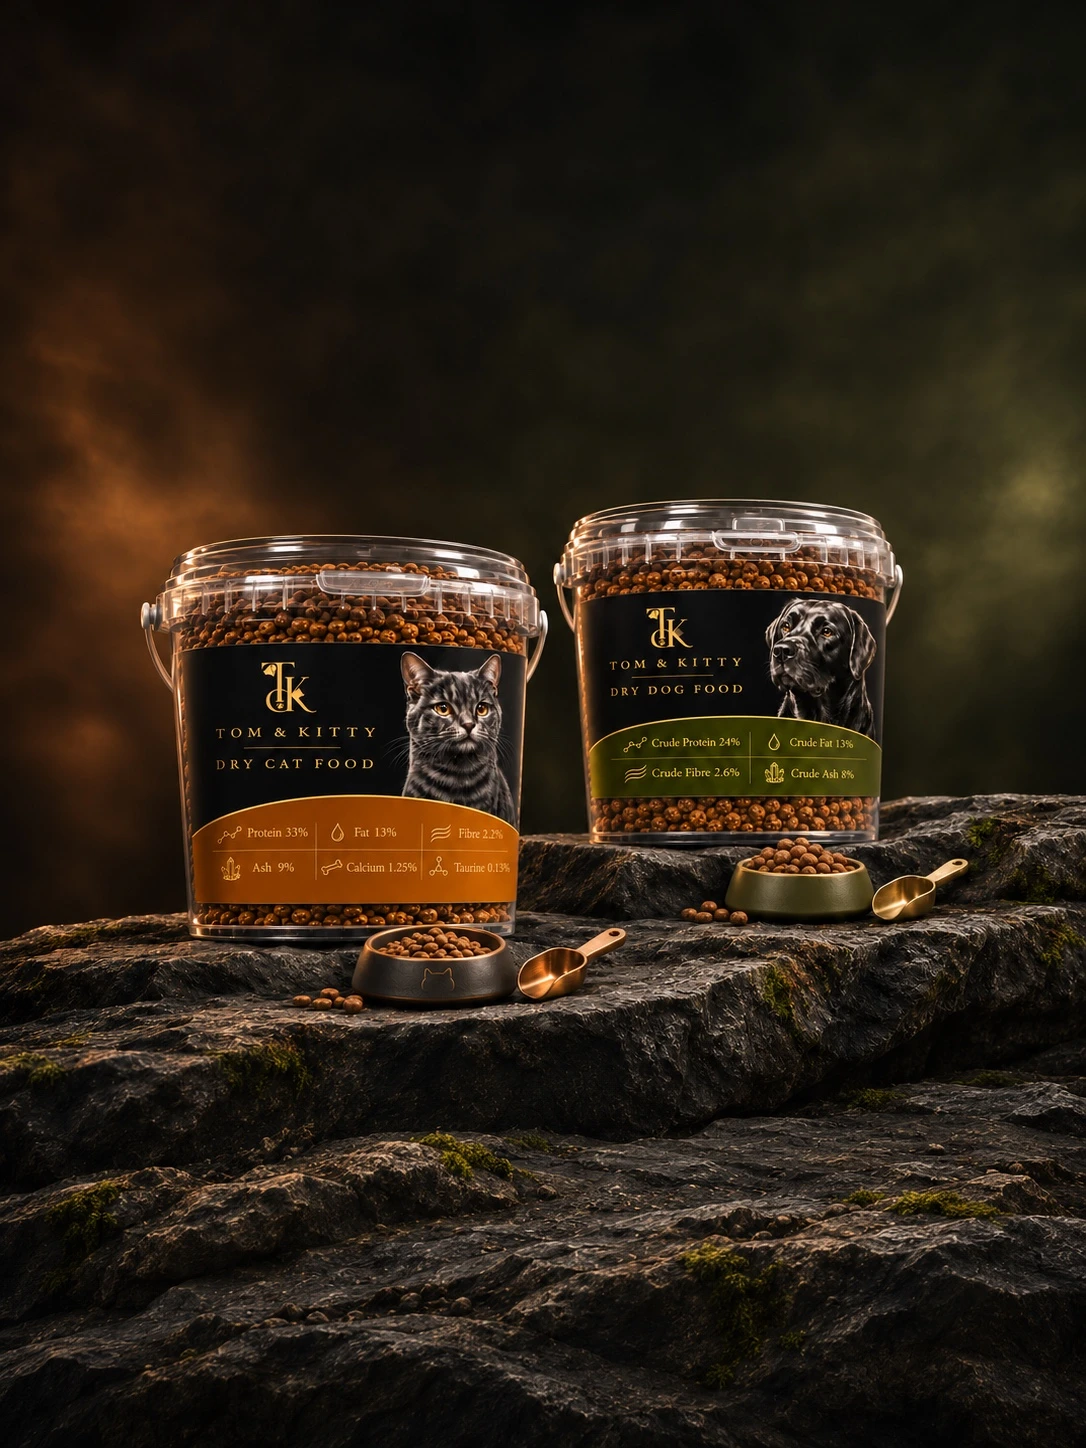 TK
TOM & KITTY
DRY CAT FOOD
Protein 33%
Fat 13%
Fibre 2.2%
Ash 9%
Calcium 1.25%
Taurine 0.13%
TK
TOM & KITTY
DRY DOG FOOD
Crude Protein 24%
Crude Fat 13%
Crude Fibre 2.6%
Crude Ash 8%